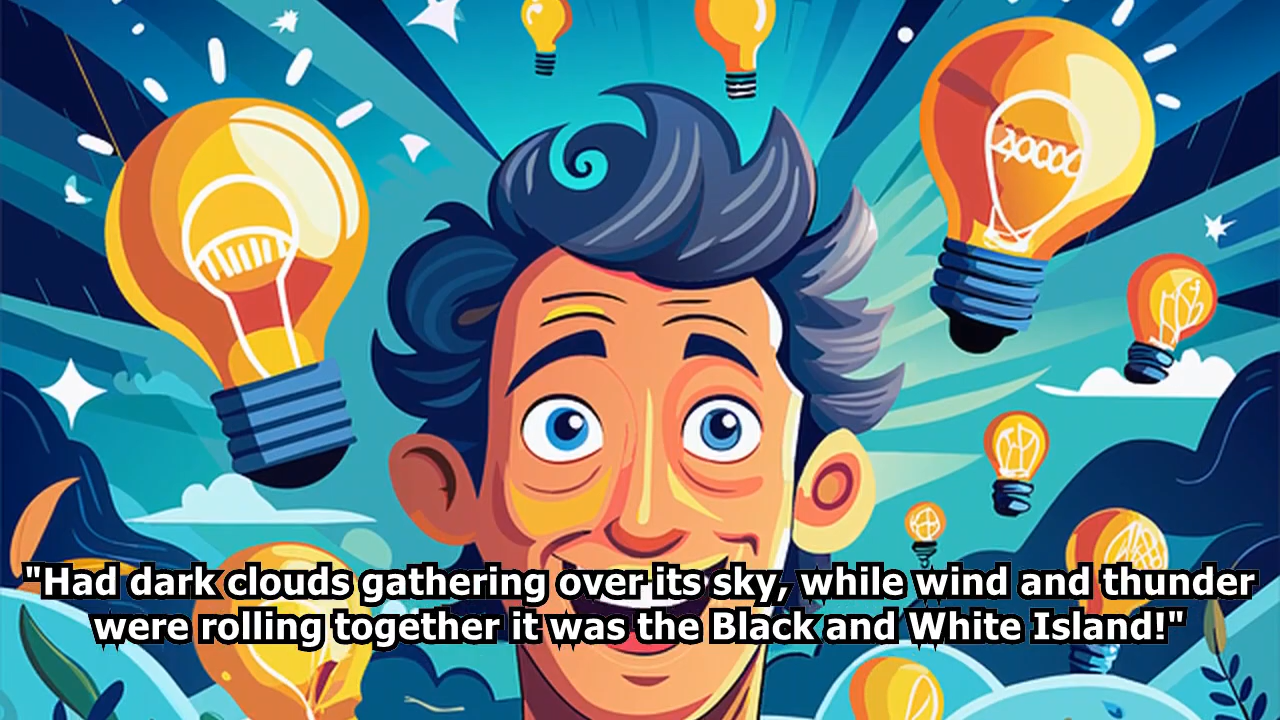 "Had dark clouds gathering over its sky, while wind and thunder
were rolling together it was the Black and White Island!"